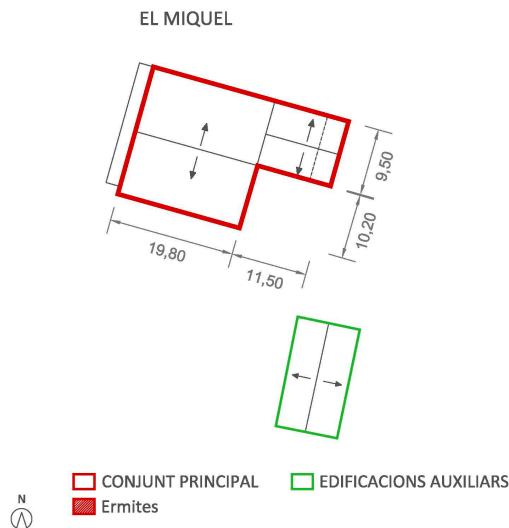 EL MIQUEL
9,50
10,20
19,80
11,50
CONJUNT PRINCIPAL
EDIFICACIONS AUXILIARS
Ermites
N